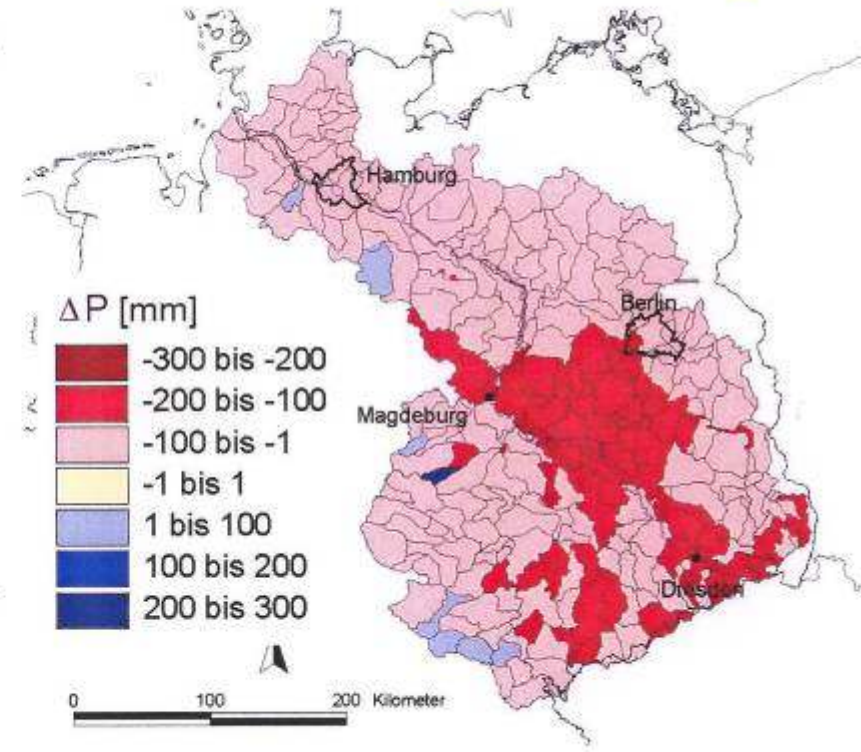 Hamburg
ΔP [mm]
Berlin
-300 bis -200
-200 bis -100
Magdeburg
-100 bis -1
-1 bis 1
1 bis 100
100 bis 200
200 bis 300
Dresden
0 100 200 Kilometer